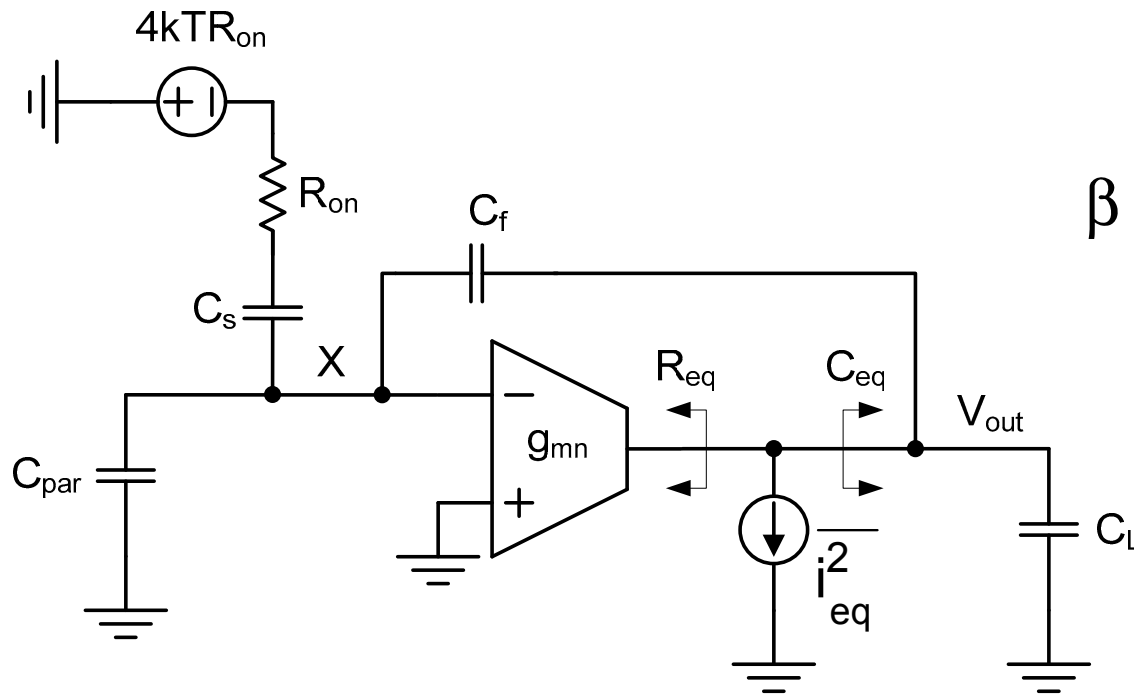 4kTR_on
R_on
C_f
β
C_s
X
R_eq
C_eq
V_out
g_mn
C_par
i²_eq
C_L